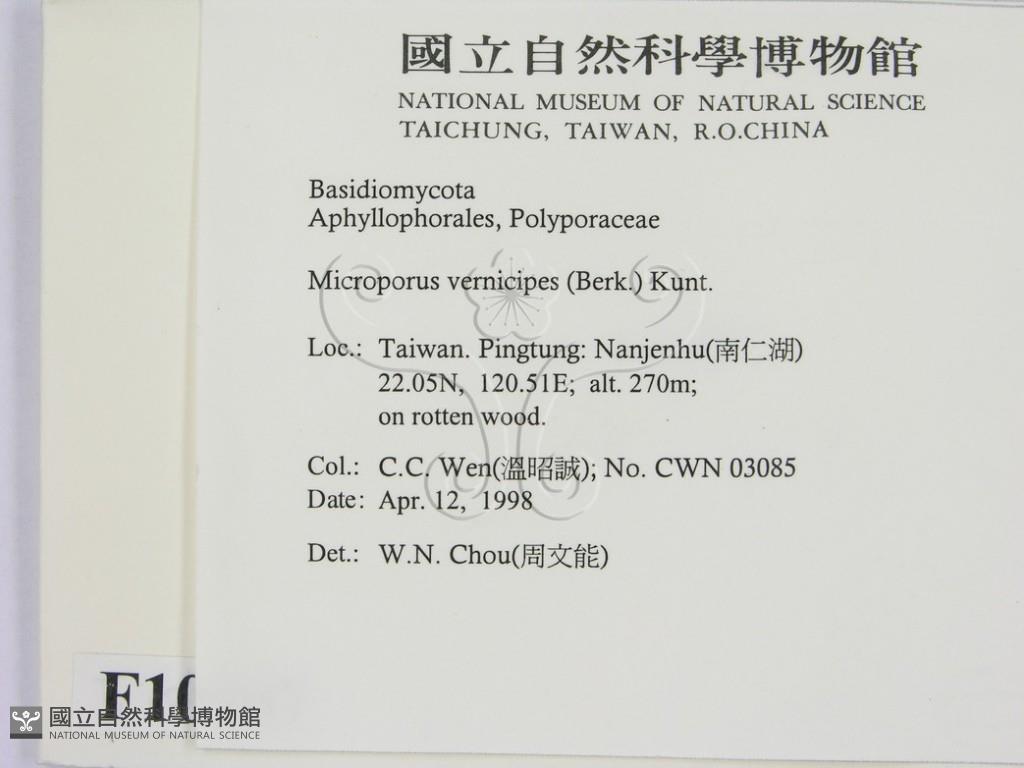 國立自然科學博物館
NATIONAL MUSEUM OF NATURAL SCIENCE
TAICHUNG, TAIWAN, R.O.CHINA
Basidiomycota
Aphyllophorales, Polyporaceae
Microporus vernicipes (Berk.) Kunt.
Loc.: Taiwan. Pingtung: Nanjenhu(南仁湖)
22.05N, 120.51E; alt. 270m;
on rotten wood.
Col.: C.C. Wen(溫昭誠); No. CWN 03085
Date: Apr. 12, 1998
Det.: W.N. Chou(周文能)
F10
國立自然科學博物館
NATIONAL MUSEUM OF NATURAL SCIENCE